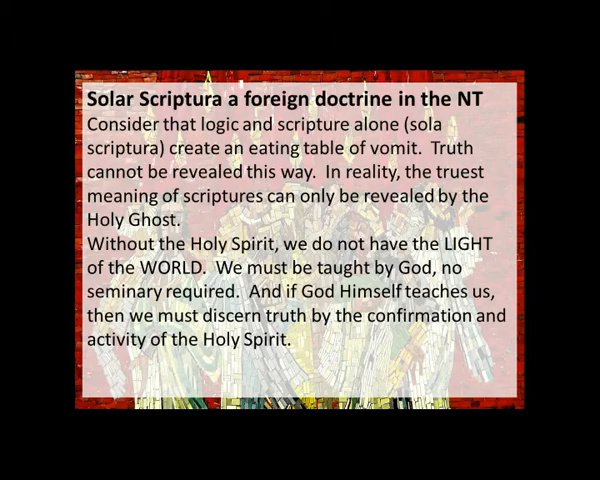 Solar Scriptura a foreign doctrine in the NT
Consider that logic and scripture alone (sola
scriptura) create an eating table of vomit.  Truth
cannot be revealed this way.  In reality, the truest
meaning of scriptures can only be revealed by the
Holy Ghost.
Without the Holy Spirit, we do not have the LIGHT
of the WORLD.  We must be taught by God, no
seminary required.  And if God Himself teaches us,
then we must discern truth by the confirmation and
activity of the Holy Spirit.